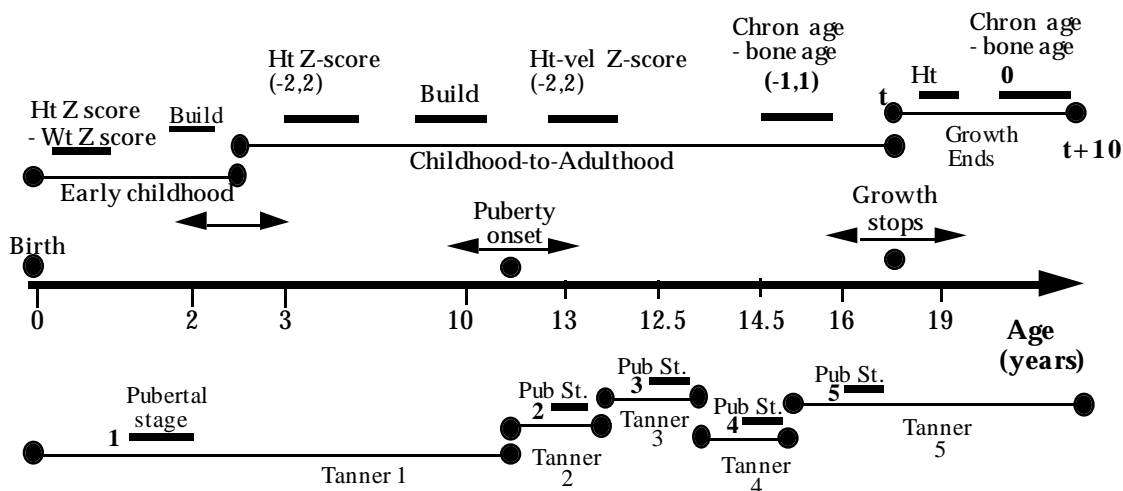 Chron age
- bone age
Chron age
- bone age
Ht Z-score
(-2,2)
Ht-vel Z-score
(-2,2)
(-1,1)
Ht
0
Build
t
Ht Z score
- Wt Z score
Build
Growth
Ends
t+10
Childhood-to-Adulthood
Early childhood
Puberty
onset
Growth
stops
Birth
0
2
3
10
13
12.5
14.5
16
19
Age
(years)
Pubertal
stage
1
Pub St.
2
Pub St.
3
Pub St.
4
Pub St.
5
Tanner 1
Tanner
2
Tanner
3
Tanner
4
Tanner
5